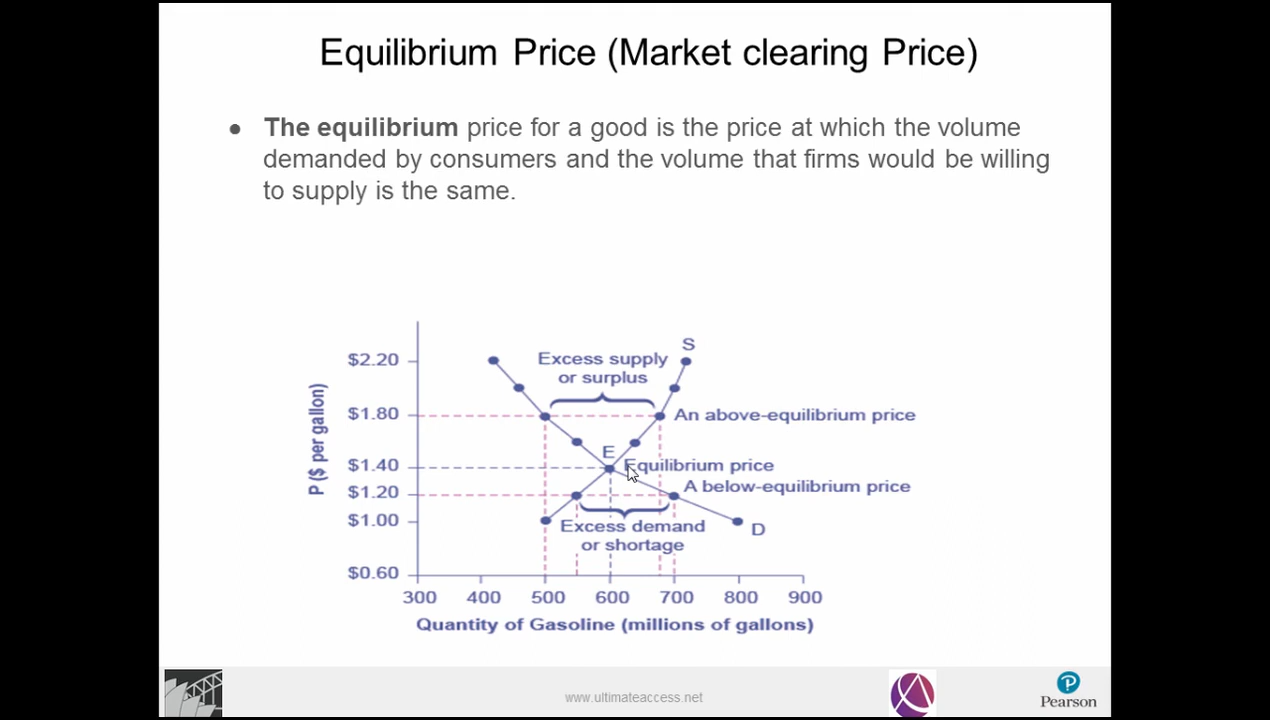 Equilibrium Price (Market clearing Price)
● The equilibrium price for a good is the price at which the volume
demanded by consumers and the volume that firms would be willing
to supply is the same.
P ($ per gallon)
$2.20
$1.80
$1.40
$1.20
$1.00
$0.60
S
Excess supply
or surplus
An above-equilibrium price
E
Equilibrium price
A below-equilibrium price
Excess demand
or shortage
D
300 400 500 600 700 800 900
Quantity of Gasoline (millions of gallons)
www.ultimateaccess.net
P
Pearson